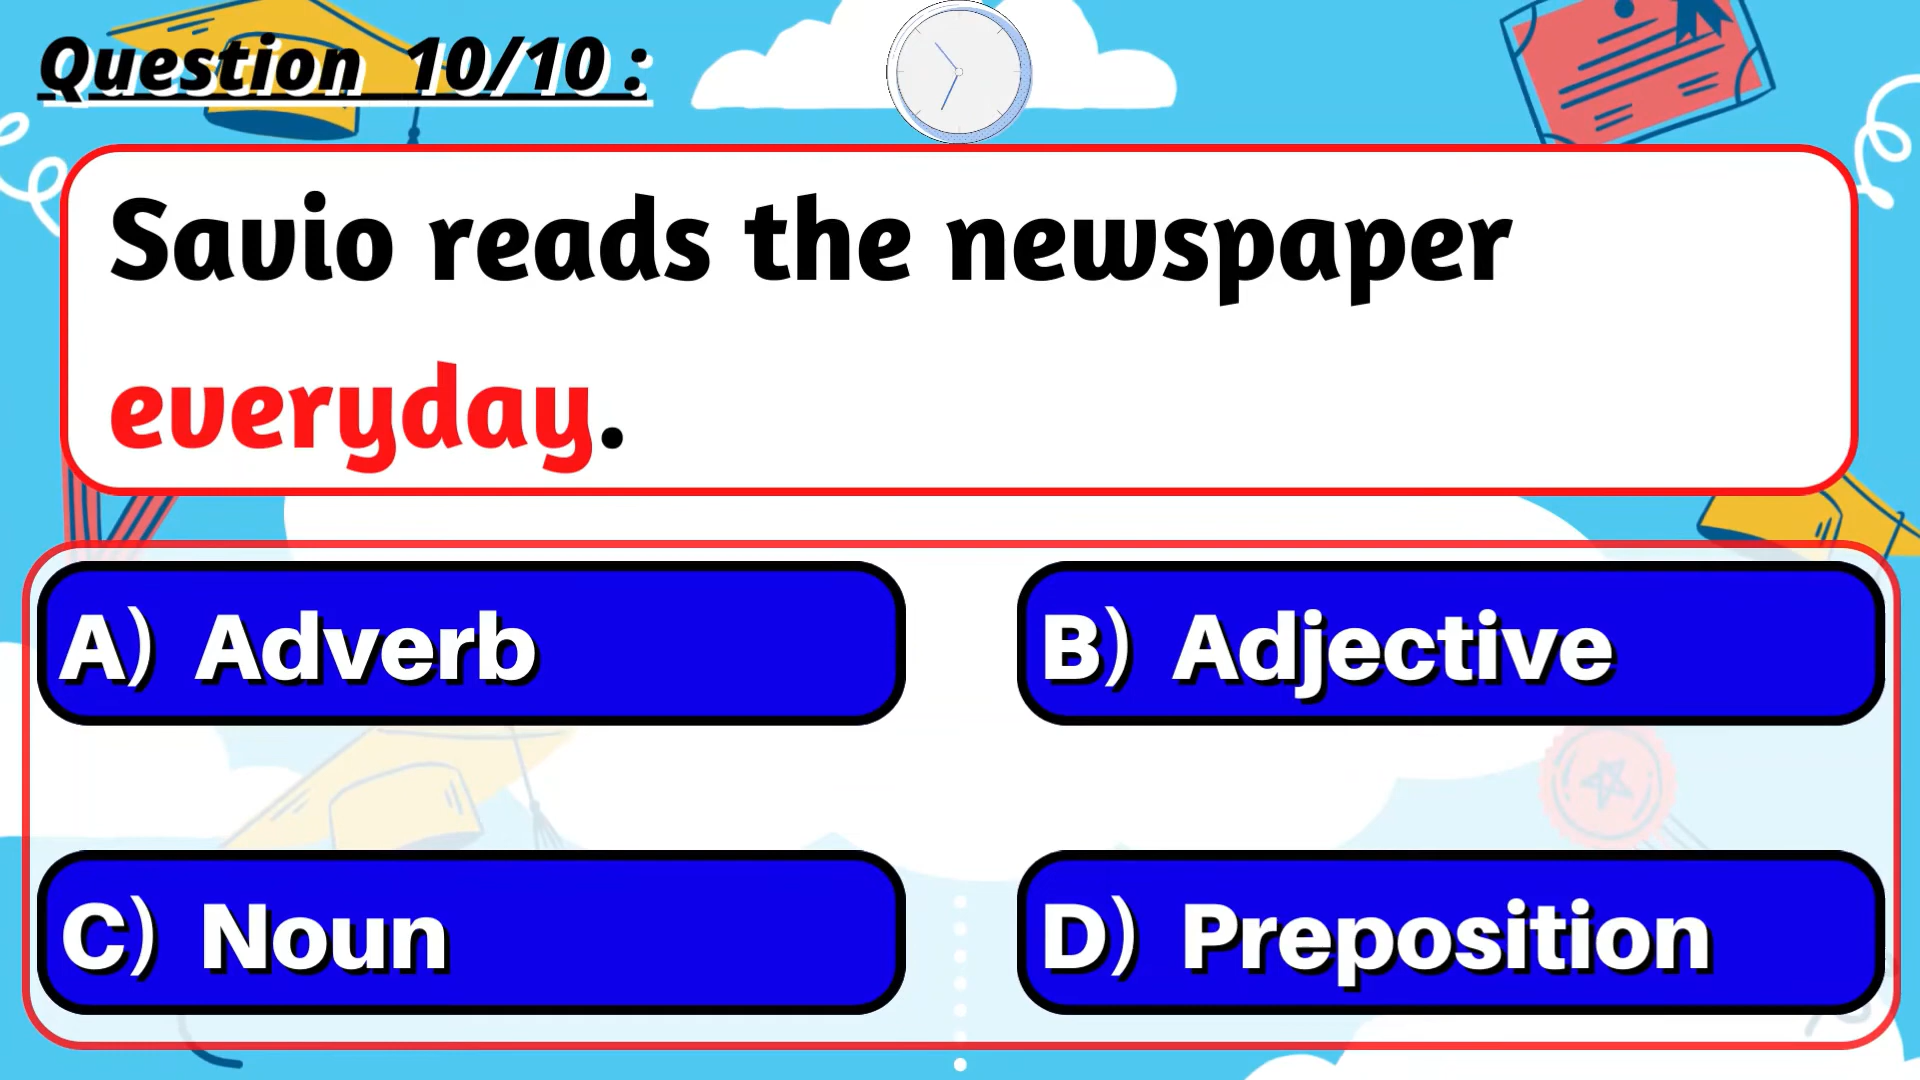 Question 10/10 :
Savio reads the newspaper
everyday.
A) Adverb
B) Adjective
C) Noun
D) Preposition